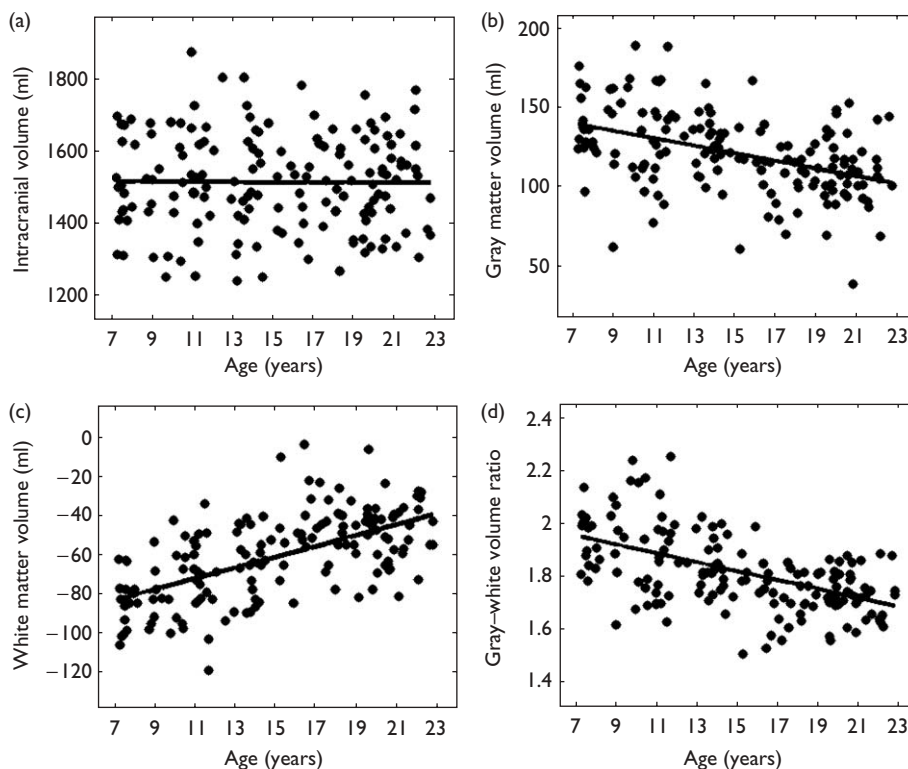 (a)
Intracranial volume (ml)
1800
1600
1400
1200
7 9 11 13 15 17 19 21 23
Age (years)
(b)
Gray matter volume (ml)
200
150
100
50
7 9 11 13 15 17 19 21 23
Age (years)
(c)
White matter volume (ml)
0
−20
−40
−60
−80
−100
−120
7 9 11 13 15 17 19 21 23
Age (years)
(d)
Gray–white volume ratio
2.4
2.2
2
1.8
1.6
1.4
7 9 11 13 15 17 19 21 23
Age (years)